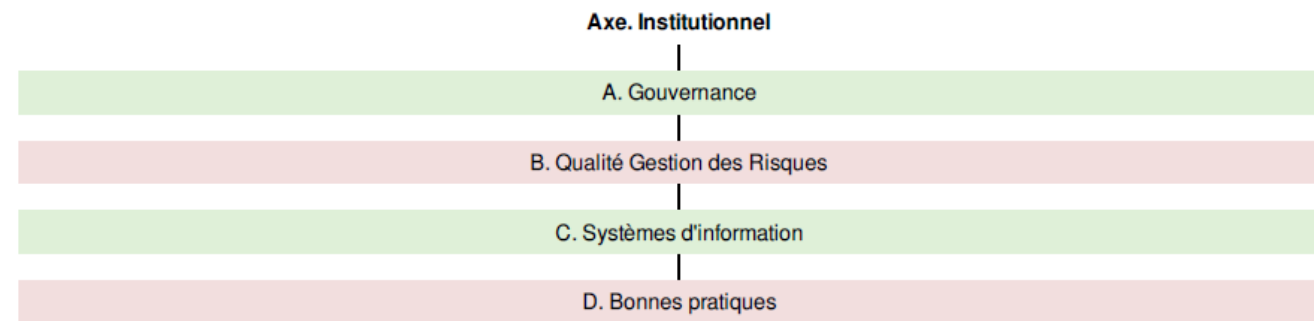 Axe. Institutionnel
A. Gouvernance
B. Qualité Gestion des Risques
C. Systèmes d'information
D. Bonnes pratiques